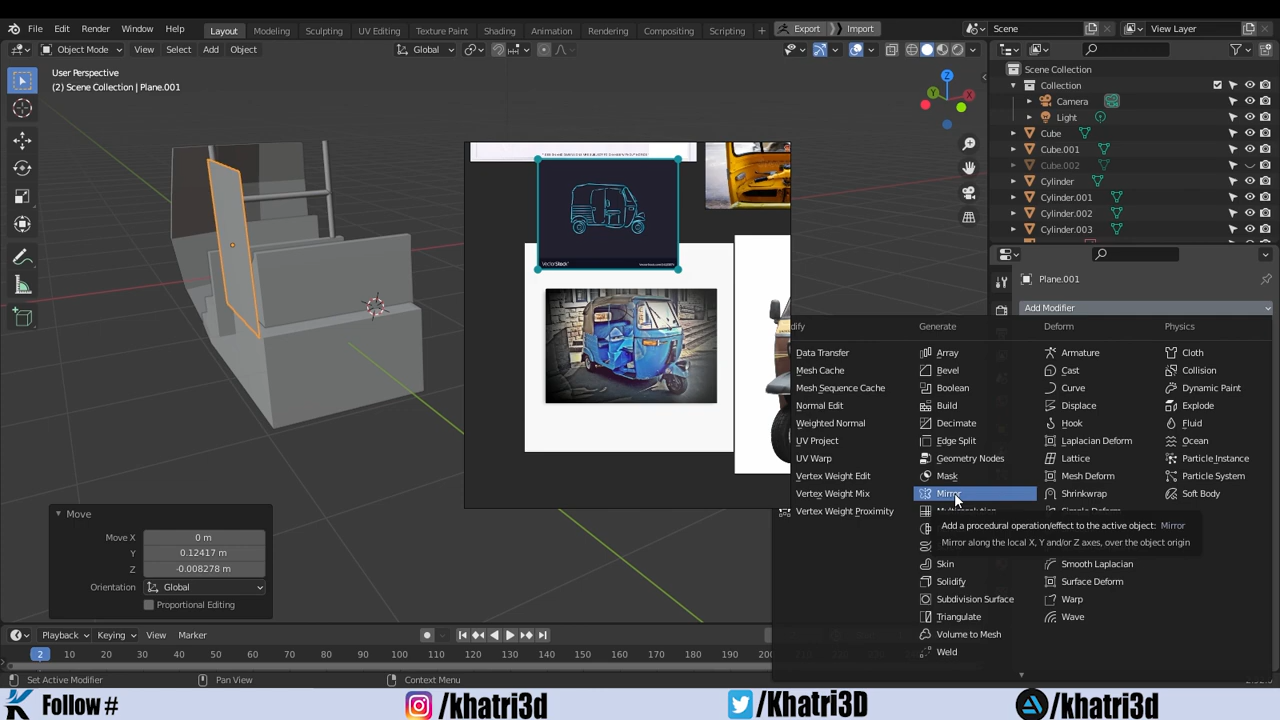 File Edit Render Window Help Layout Modeling Sculpting UV Editing Texture Paint Shading Animation Rendering Compositing Scripting + Export Import Scene View Layer
Object Mode View Select Add Object Global
User Perspective
(2) Scene Collection | Plane.001
Z
Y
X
Scene Collection
Collection
Camera
Light
Cube
Cube.001
Cube.002
Cylinder
Cylinder.001
Cylinder.002
Cylinder.003
VectorStock
Plane.001
Add Modifier
Generate Deform Physics
Data Transfer Array Armature Cloth
Mesh Cache Bevel Cast Collision
Mesh Sequence Cache Boolean Curve Dynamic Paint
Normal Edit Build Displace Explode
Weighted Normal Decimate Hook Fluid
UV Project Edge Split Laplacian Deform Ocean
UV Warp Geometry Nodes Lattice Particle Instance
Vertex Weight Edit Mask Mesh Deform Particle System
Vertex Weight Mix Mirror Shrinkwrap Soft Body
Vertex Weight Proximity
Add a procedural operation/effect to the active object: Mirror
Mirror along the local X, Y and/or Z axes, over the object origin
Skin Smooth Laplacian
Solidify Surface Deform
Subdivision Surface Warp
Triangulate Wave
Volume to Mesh
Weld
Move
Move X 0 m
Y 0.12417 m
Z -0.008278 m
Orientation Global
Proportional Editing
Playback Keying View Marker
2 10 20 30 40 50 60 70 80 90 100 110 120 130 140 150 160 170 180 190
Set Active Modifier Pan View Context Menu
Follow # /khatri3d /Khatri3D /khatri3d